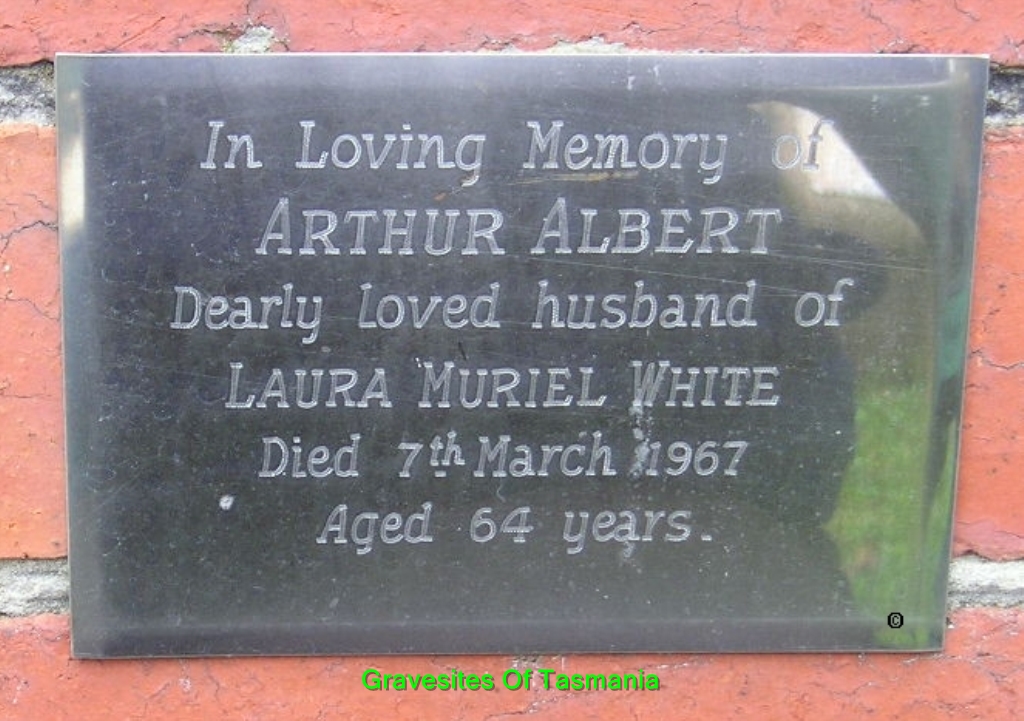 In Loving Memory of
ARTHUR ALBERT
Dearly loved husband of
LAURA MURIEL WHITE
Died 7th March 1967
Aged 64 years.
©
Gravesites Of Tasmania